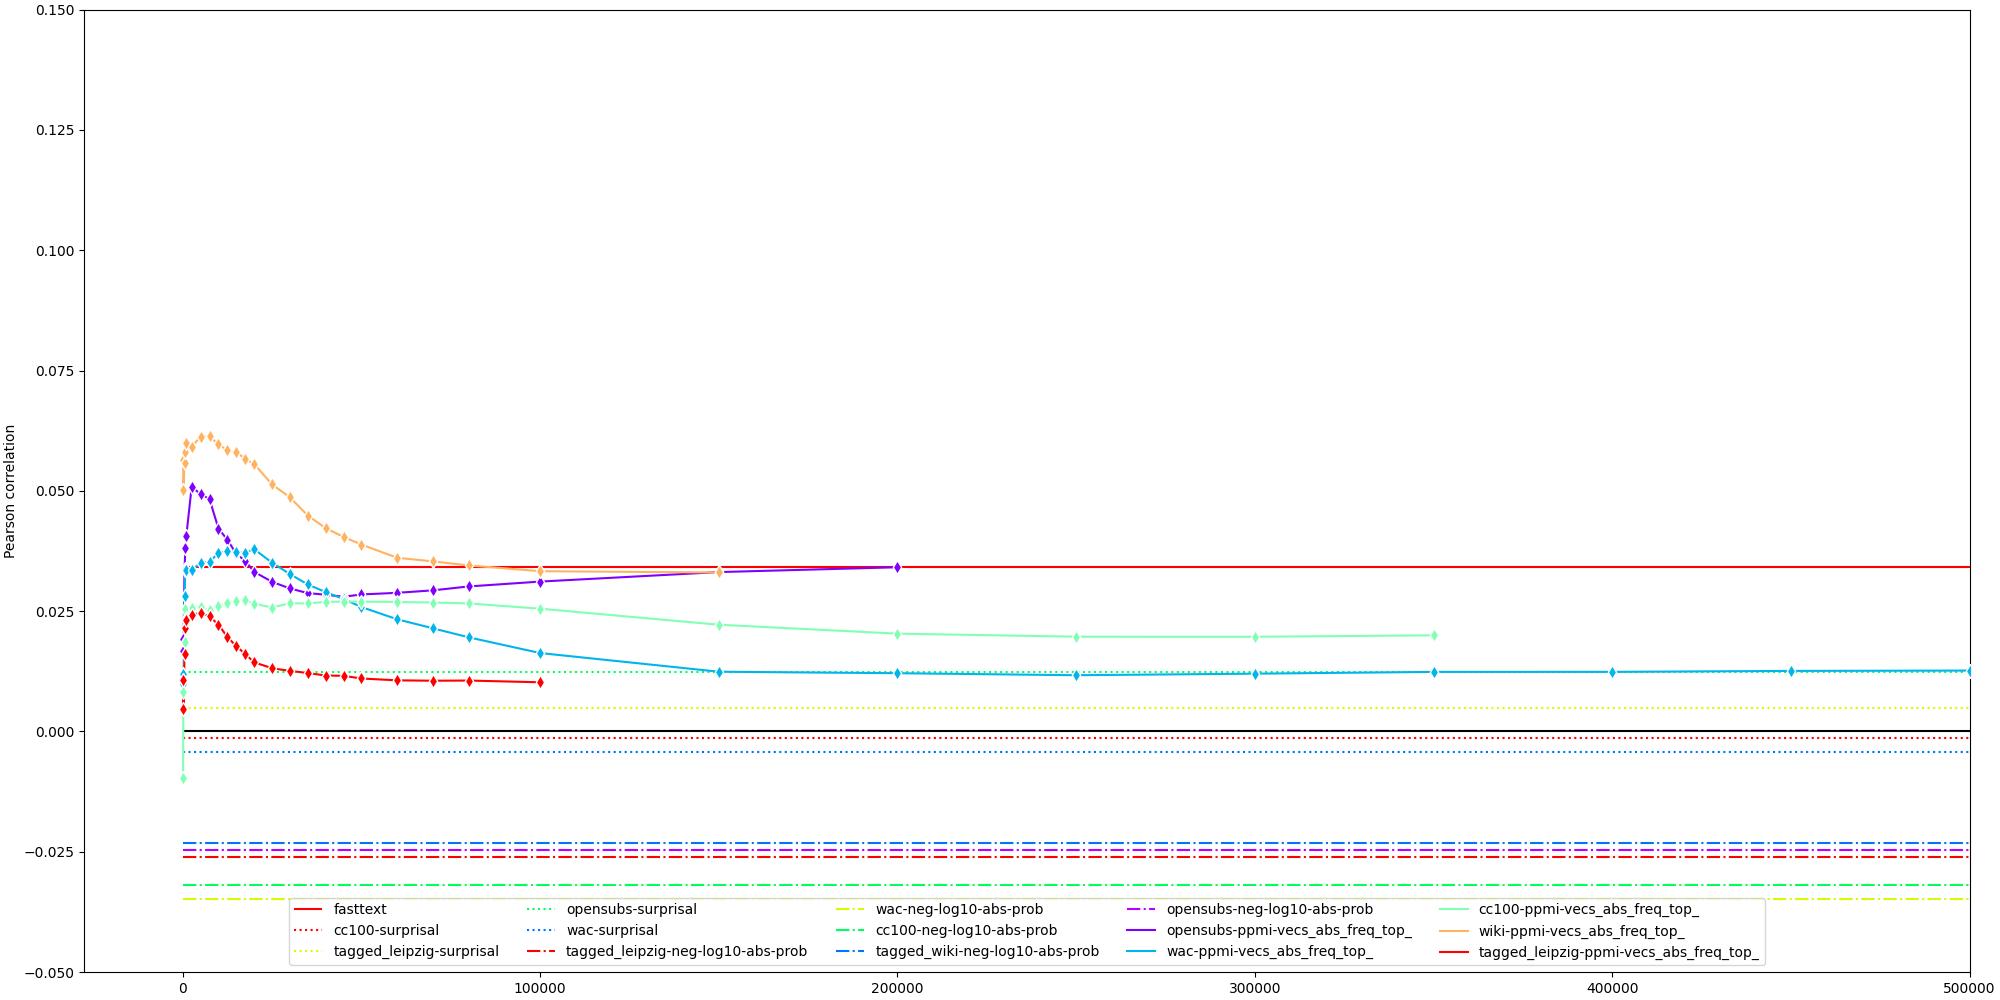 0.150
0.125
0.100
0.075
0.050
0.025
0.000
−0.025
−0.050
Pearson correlation
fasttext
cc100-surprisal
tagged_leipzig-surprisal
opensubs-surprisal
wac-surprisal
tagged_leipzig-neg-log10-abs-prob
wac-neg-log10-abs-prob
cc100-neg-log10-abs-prob
tagged_wiki-neg-log10-abs-prob
opensubs-neg-log10-abs-prob
opensubs-ppmi-vecs_abs_freq_top_
wac-ppmi-vecs_abs_freq_top_
cc100-ppmi-vecs_abs_freq_top_
wiki-ppmi-vecs_abs_freq_top_
tagged_leipzig-ppmi-vecs_abs_freq_top_
0 100000 200000 300000 400000 500000